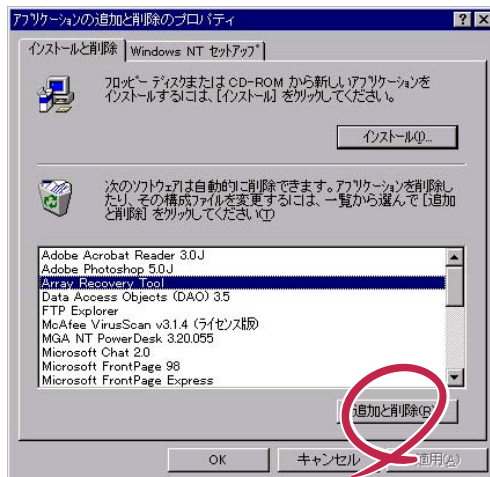 アプリケーションの追加と削除のプロパティ
インストールと削除
Windows NT セットアップ
フロッピー ディスクまたは CD-ROM から新しいアプリケーションを
インストールするには、[インストール] をクリックしてください。
インストール(I)...
次のソフトウェアは自動的に削除できます。アプリケーションを削除し
たり、その構成ファイルを変更するには、一覧から選んで [追加
と削除] をクリックしてください(T)
Adobe Acrobat Reader 3.0J
Adobe Photoshop 5.0J
Array Recovery Tool
Data Access Objects (DAO) 3.5
FTP Explorer
McAfee VirusScan v3.1.4 (ライセンス版)
MGA NT PowerDesk 3.20.055
Microsoft Chat 2.0
Microsoft FrontPage 98
Microsoft FrontPage Express
追加と削除(R)...
OK
キャンセル
適用(A)